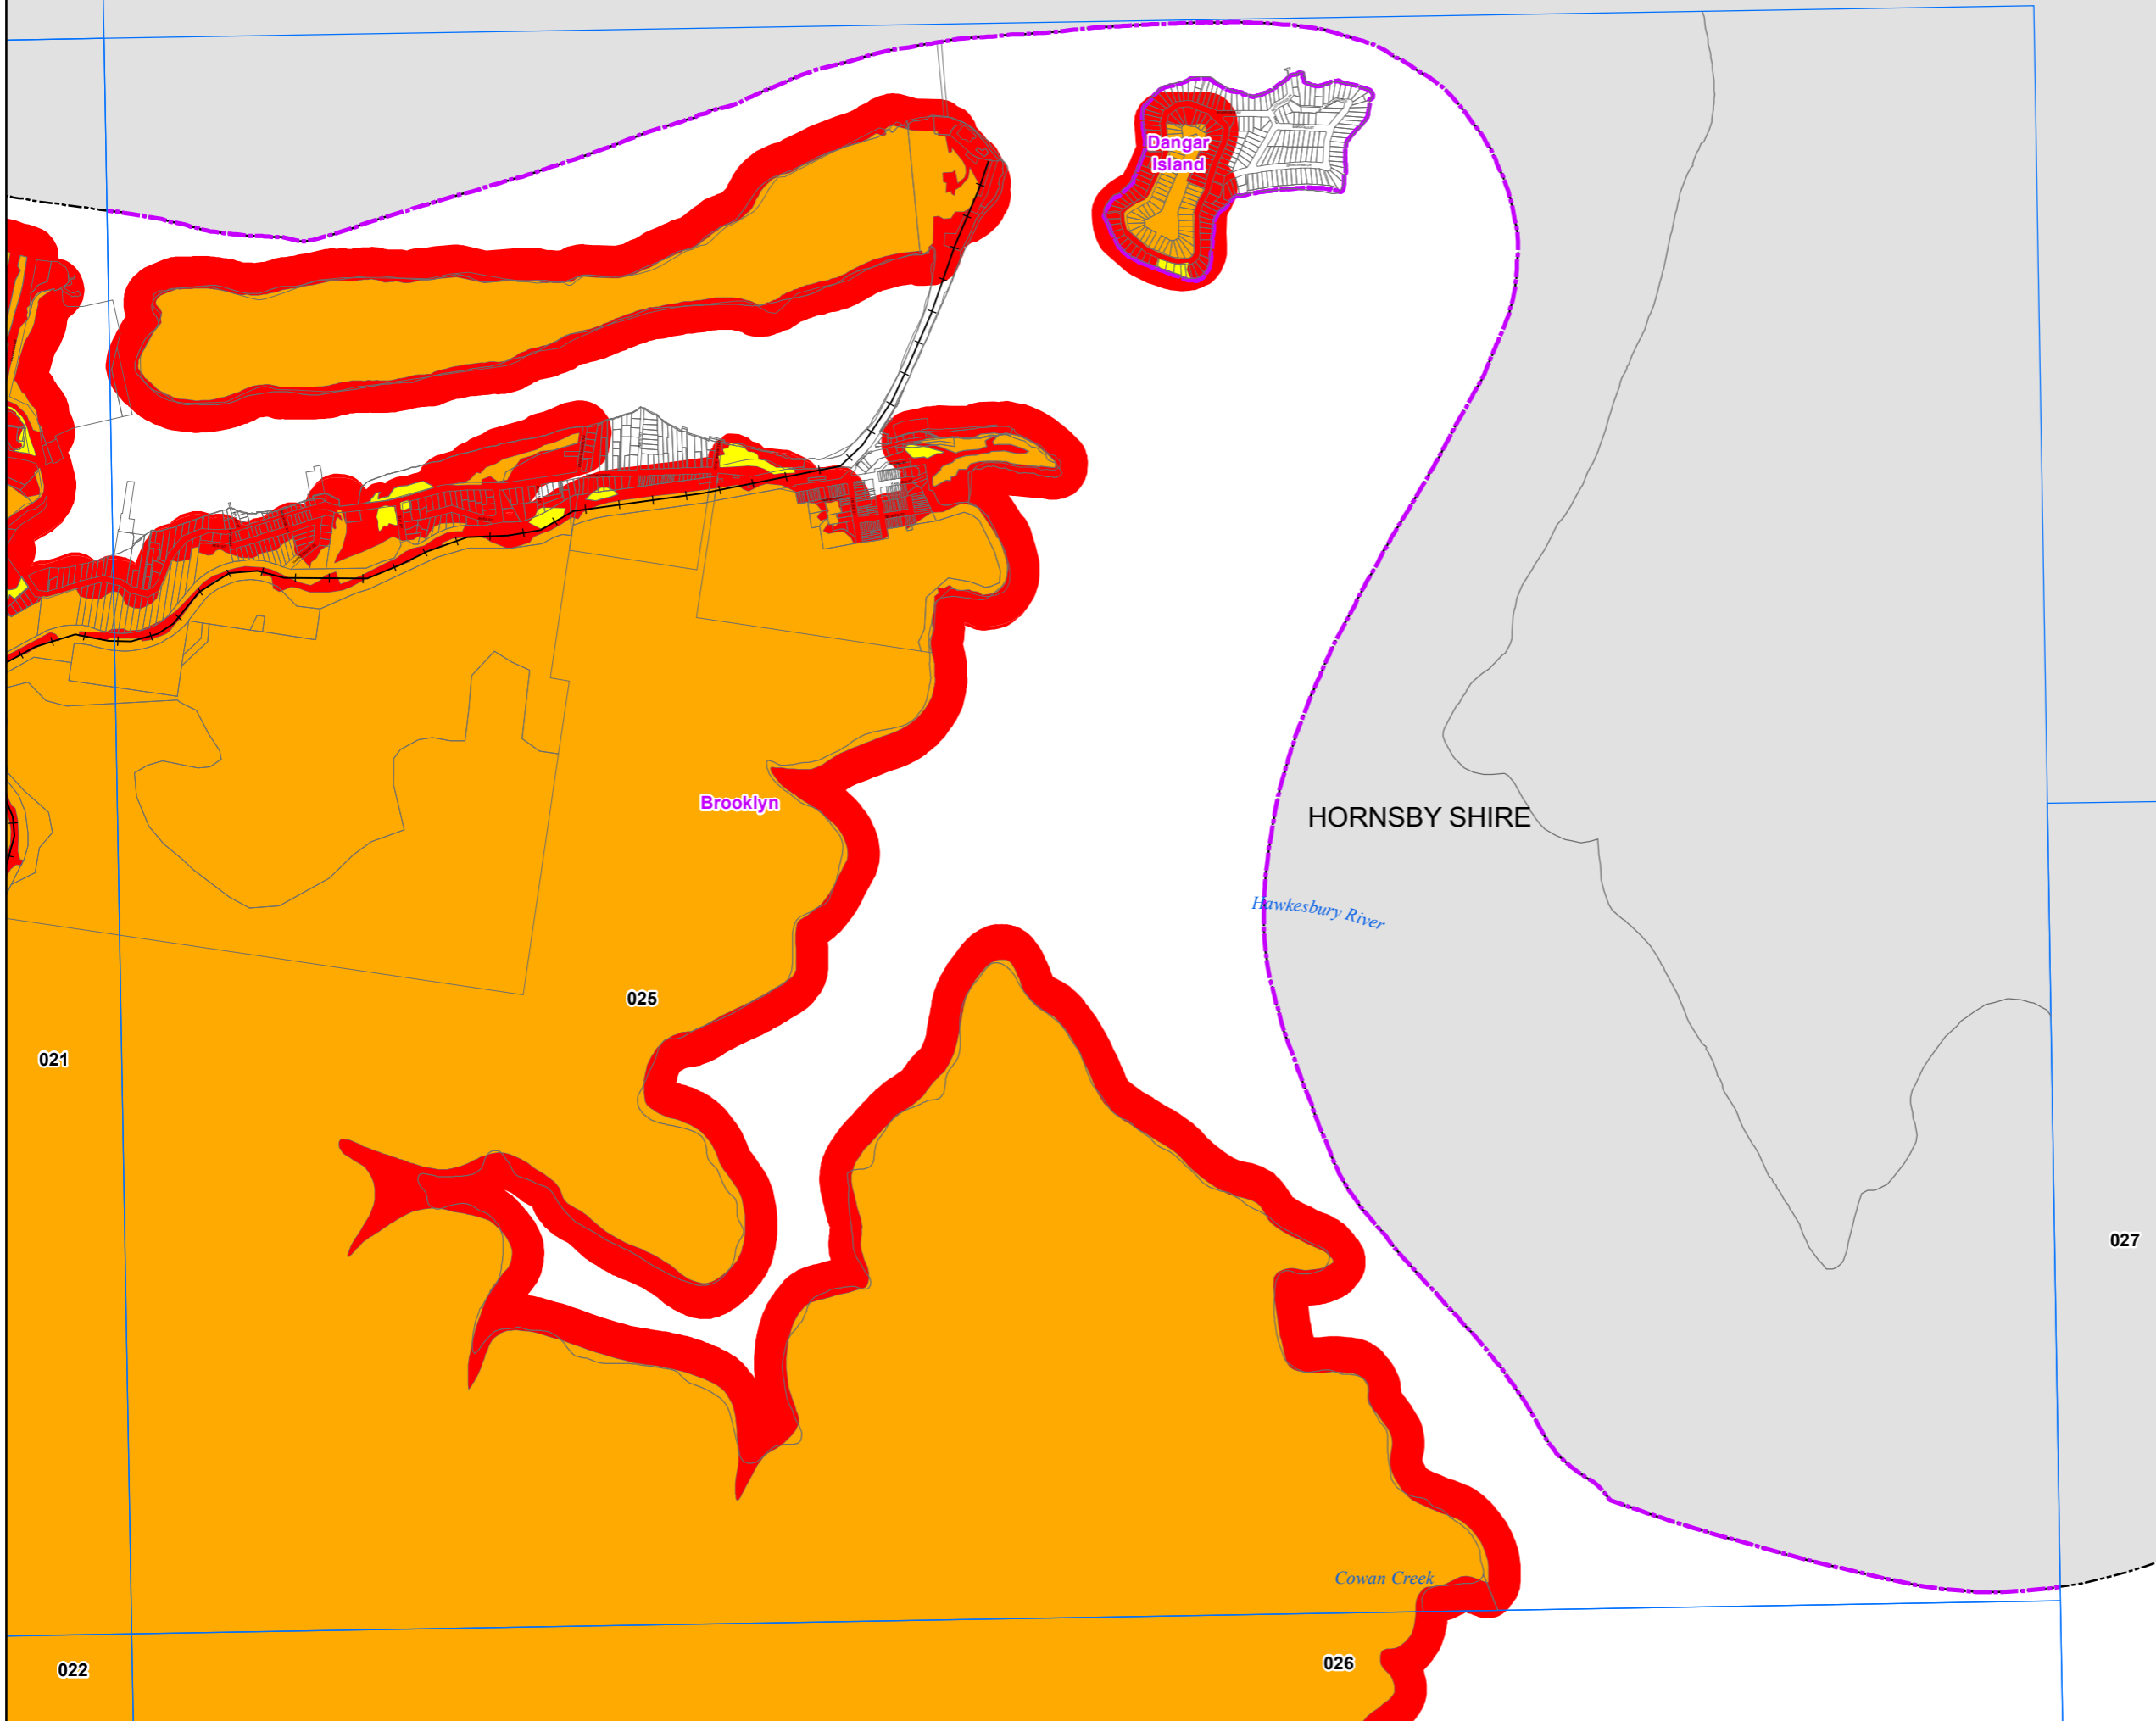 Dangar
Island
Brooklyn
HORNSBY SHIRE
Hawkesbury River
025
021
027
Cowan Creek
022
026